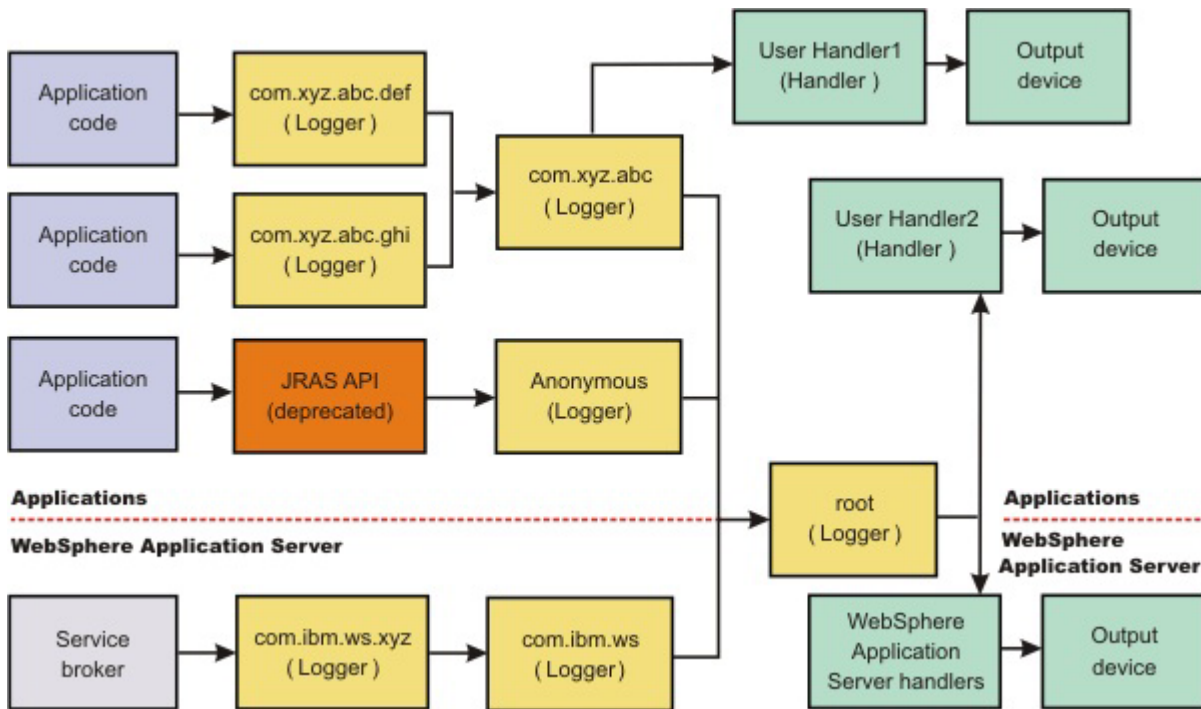 Application
code
com.xyz.abc.def
( Logger )
User Handler1
(Handler )
Output
device
com.xyz.abc
( Logger )
Application
code
com.xyz.abc.ghi
( Logger )
User Handler2
(Handler )
Output
device
Application
code
JRAS API
(deprecated)
Anonymous
(Logger)
Applications
WebSphere Application Server
root
( Logger )
Applications
WebSphere
Application Server
Service
broker
com.ibm.ws.xyz
( Logger )
com.ibm.ws
( Logger )
WebSphere
Application
Server handlers
Output
device